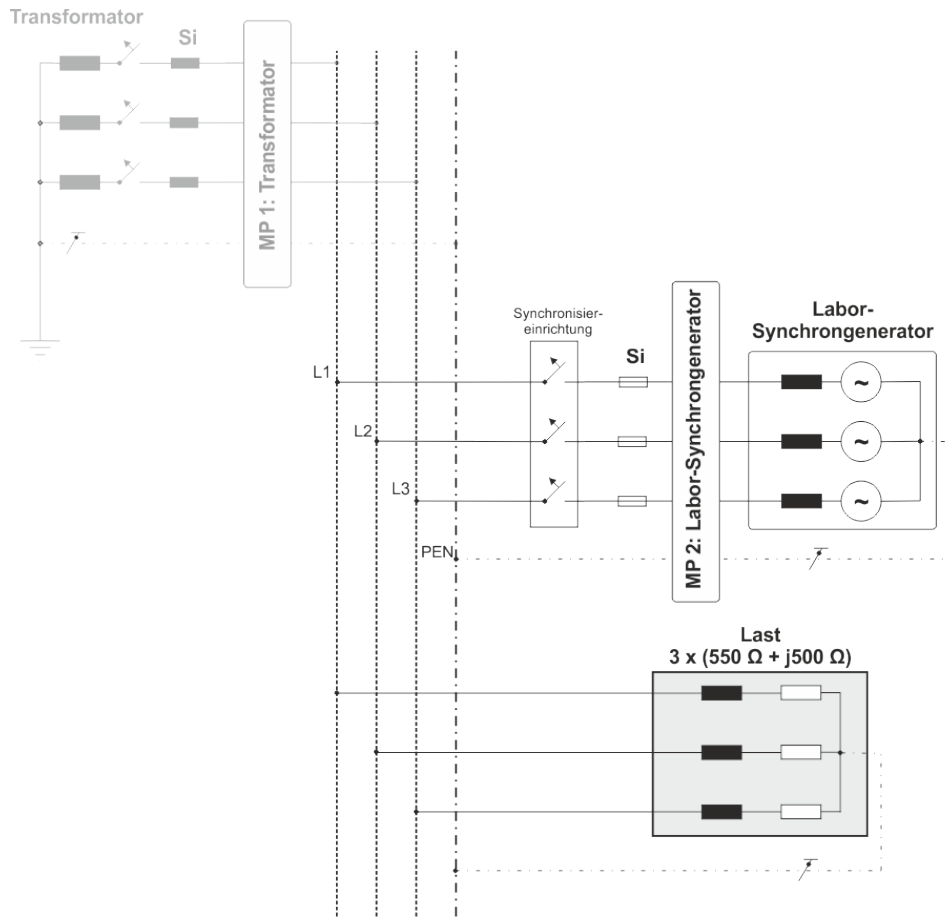 Transformator
Si
MP 1: Transformator
Synchronisier-
einrichtung
Si
MP 2: Labor-Synchrongenerator
Labor-
Synchrongenerator
~
~
~
L1
L2
L3
PEN
Last
3 x (550 Ω + j500 Ω)